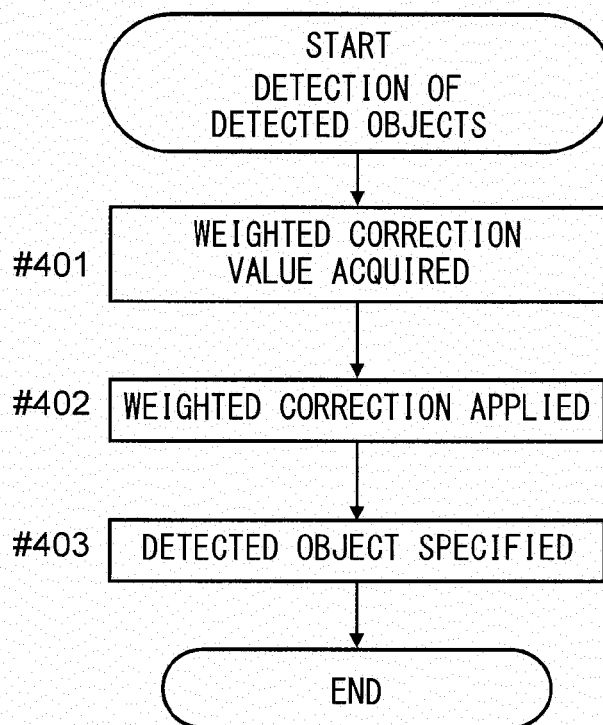 START
DETECTION OF
DETECTED OBJECTS
#401
WEIGHTED CORRECTION
VALUE ACQUIRED
#402
WEIGHTED CORRECTION APPLIED
#403
DETECTED OBJECT SPECIFIED
END